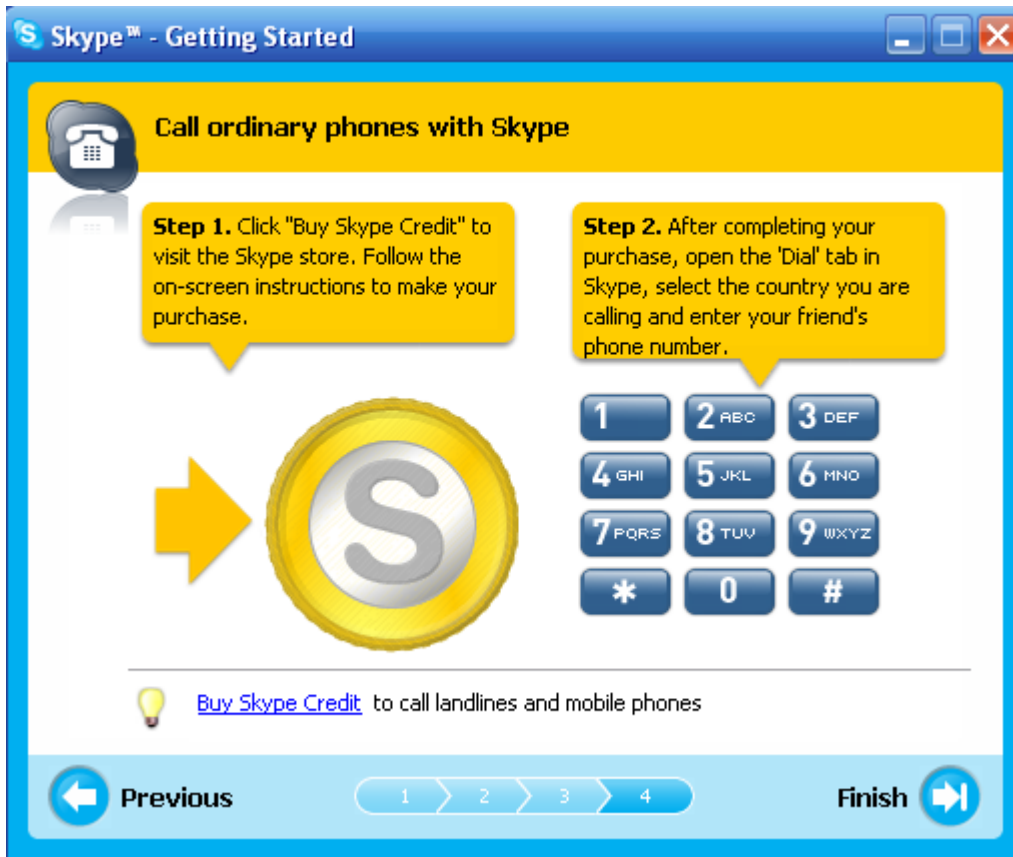 Skype™ - Getting Started
Call ordinary phones with Skype
Step 1. Click "Buy Skype Credit" to
visit the Skype store. Follow the
on-screen instructions to make your
purchase.
Step 2. After completing your
purchase, open the 'Dial' tab in
Skype, select the country you are
calling and enter your friend's
phone number.
S
1 2 ABC 3 DEF
4 GHI 5 JKL 6 MNO
7 PQRS 8 TUV 9 WXYZ
* 0 #
Buy Skype Credit to call landlines and mobile phones
Previous 1 2 3 4 Finish